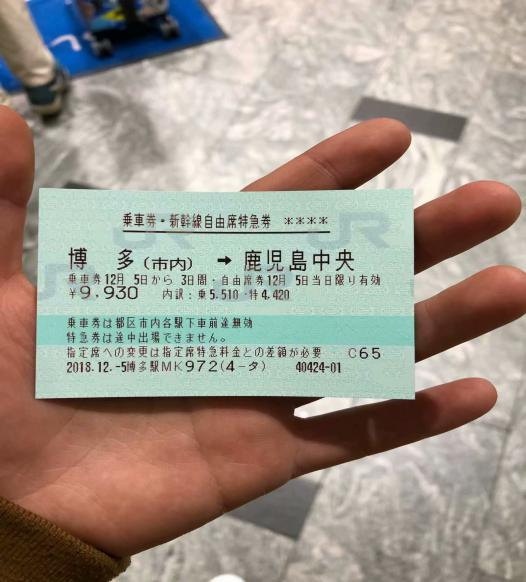 乗車券・新幹線自由席特急券 ****
博多(市内) → 鹿児島中央
乗車券12月 5日から 3日間・自由席券12月 5日当日限り有効
¥9,930 内訳:乗5,510・特4,420
乗車券は都区市内各駅下車前途無効
特急券は途中出場できません。
指定席への変更は指定席特急料金との差額が必要 C65
2018.12.-5博多駅MK972(4-タ) 40424-01